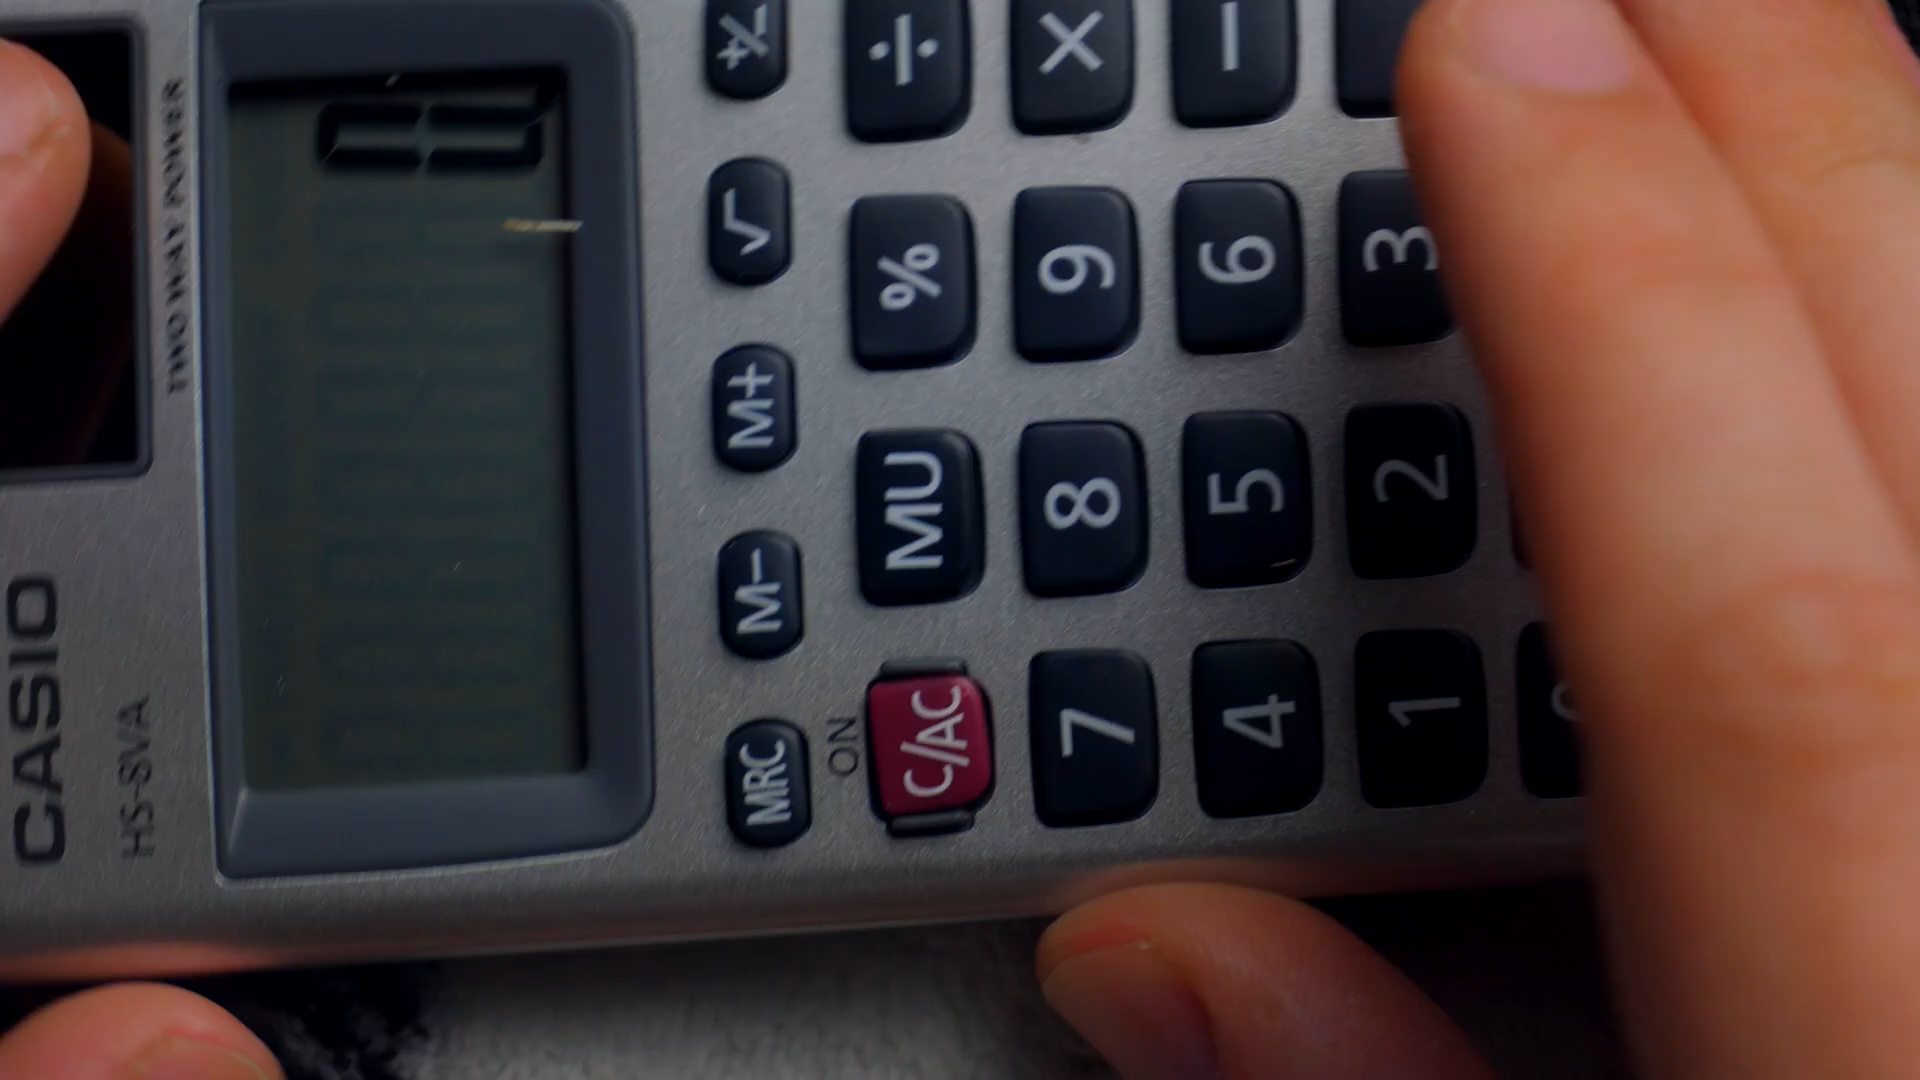 CASIO
HS-8VA
TWO WAY POWER
0.
MRC M− M+ √ +/−
ON
C/AC MU % ÷
7 8 9 ×
4 5 6 −
1 2 3